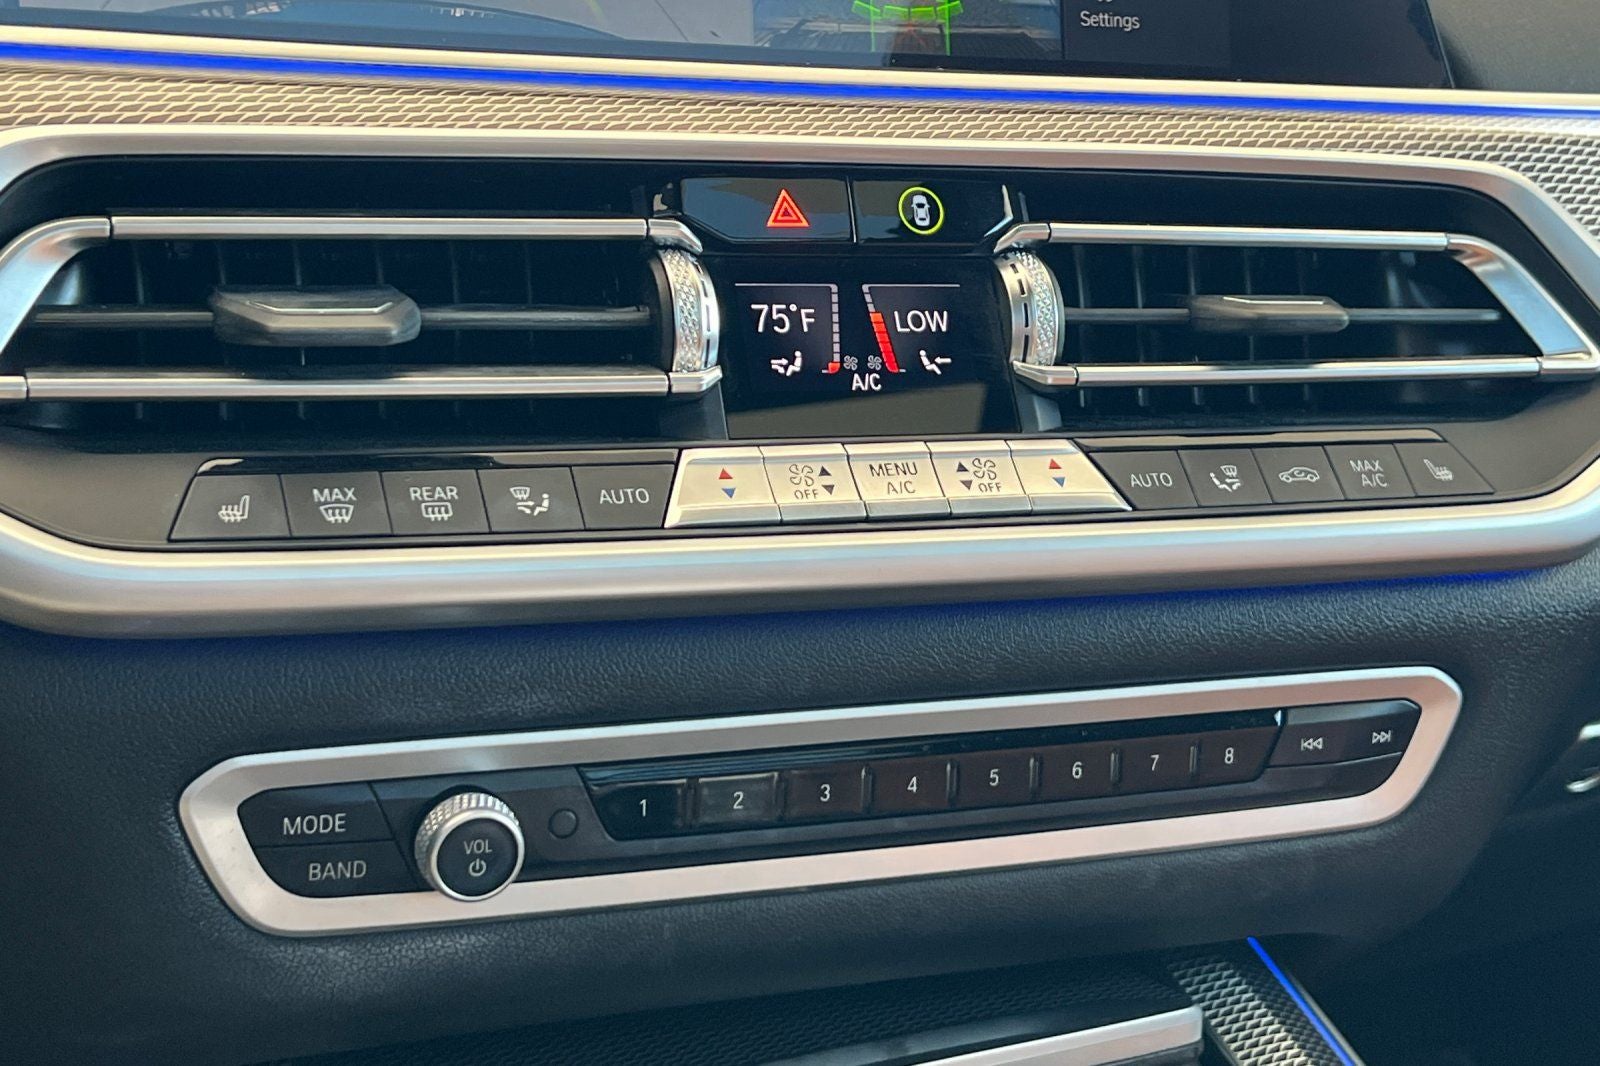 Settings
75°F
LOW
A/C
MAX
REAR
AUTO
OFF
MENU
A/C
OFF
AUTO
MAX
A/C
MODE
BAND
VOL
1 2 3 4 5 6 7 8